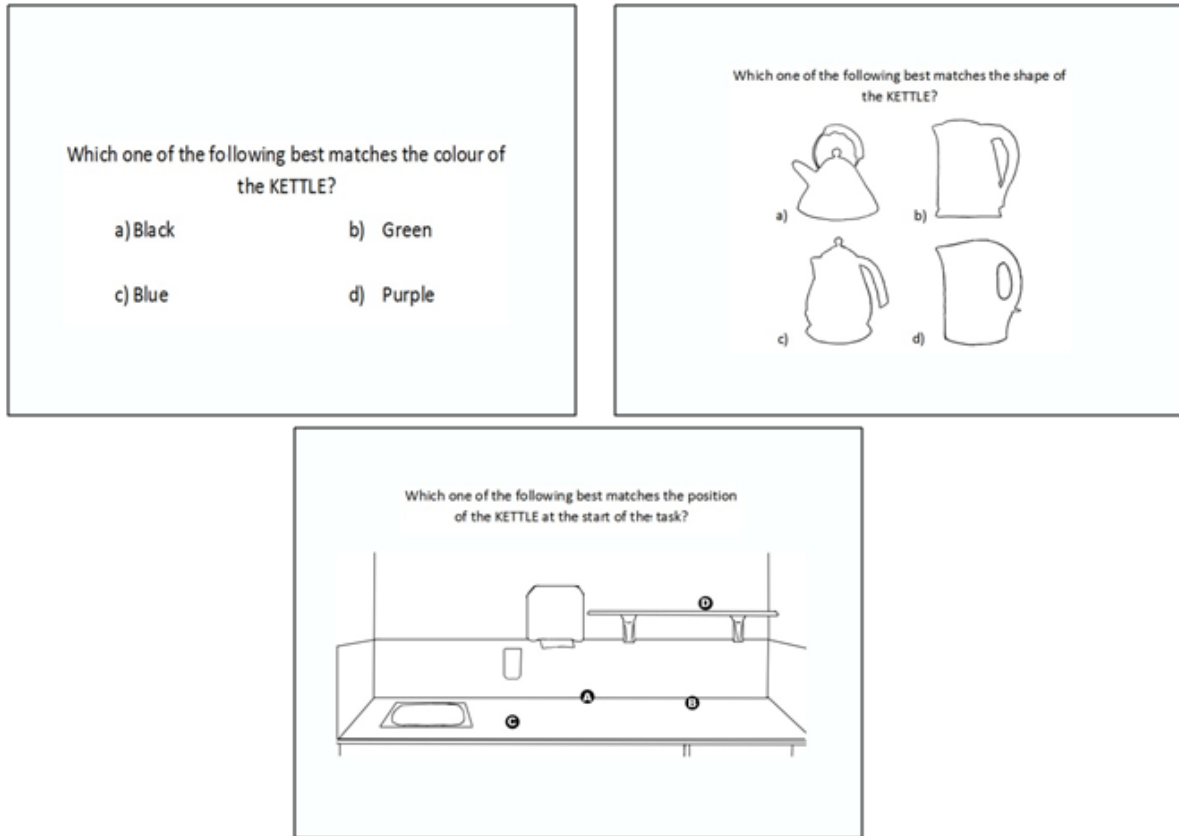 Which one of the following best matches the colour of
the KETTLE?
a) Black b) Green
c) Blue d) Purple
Which one of the following best matches the shape of
the KETTLE?
a) b)
c) d)
Which one of the following best matches the position
of the KETTLE at the start of the task?
D
A B
C